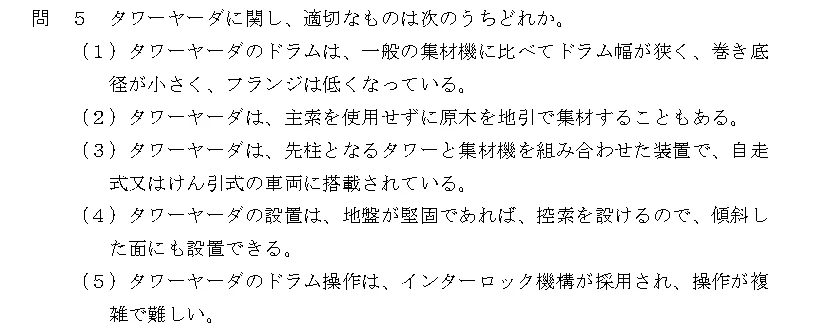 問　５　タワーヤーダに関し、適切なものは次のうちどれか。
（１）タワーヤーダのドラムは、一般の集材機に比べてドラム幅が狭く、巻き底
径が小さく、フランジは低くなっている。
（２）タワーヤーダは、主索を使用せずに原木を地引で集材することもある。
（３）タワーヤーダは、先柱となるタワーと集材機を組み合わせた装置で、自走
式又はけん引式の車両に搭載されている。
（４）タワーヤーダの設置は、地盤が堅固であれば、控索を設けるので、傾斜し
た面にも設置できる。
（５）タワーヤーダのドラム操作は、インターロック機構が採用され、操作が複
雑で難しい。